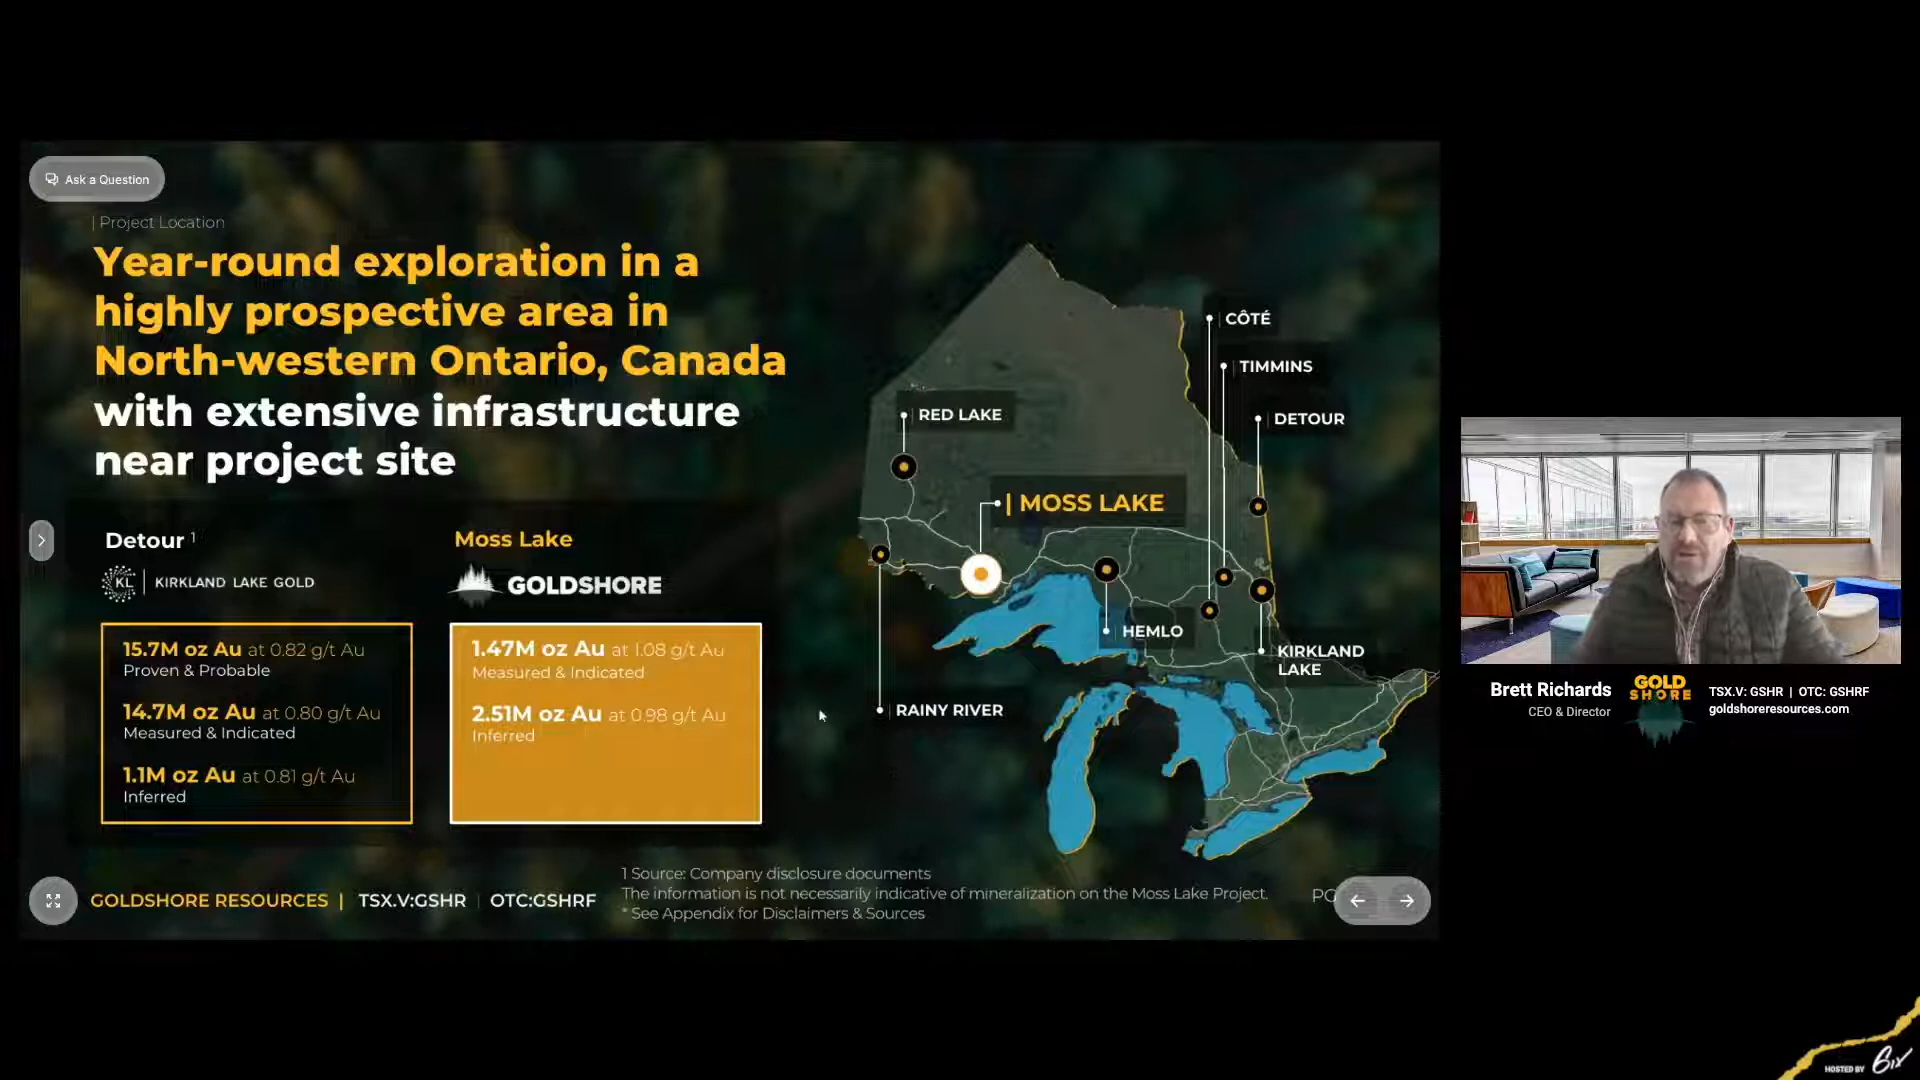 Ask a Question
| Project Location
Year-round exploration in a
highly prospective area in
North-western Ontario, Canada
with extensive infrastructure
near project site
Detour 1
KL | KIRKLAND LAKE GOLD
15.7M oz Au at 0.82 g/t Au
Proven & Probable
14.7M oz Au at 0.80 g/t Au
Measured & Indicated
1.1M oz Au at 0.81 g/t Au
Inferred
Moss Lake
GOLDSHORE
1.47M oz Au at 1.08 g/t Au
Measured & Indicated
2.51M oz Au at 0.98 g/t Au
Inferred
CÔTÉ
TIMMINS
DETOUR
RED LAKE
| MOSS LAKE
HEMLO
KIRKLAND
LAKE
RAINY RIVER
1 Source: Company disclosure documents
The information is not necessarily indicative of mineralization on the Moss Lake Project.
* See Appendix for Disclaimers & Sources
GOLDSHORE RESOURCES | TSX.V:GSHR | OTC:GSHRF
PG
Brett Richards
CEO & Director
GOLD
SHORE
TSX.V: GSHR | OTC: GSHRF
goldshoreresources.com
HOSTED BY 6ix